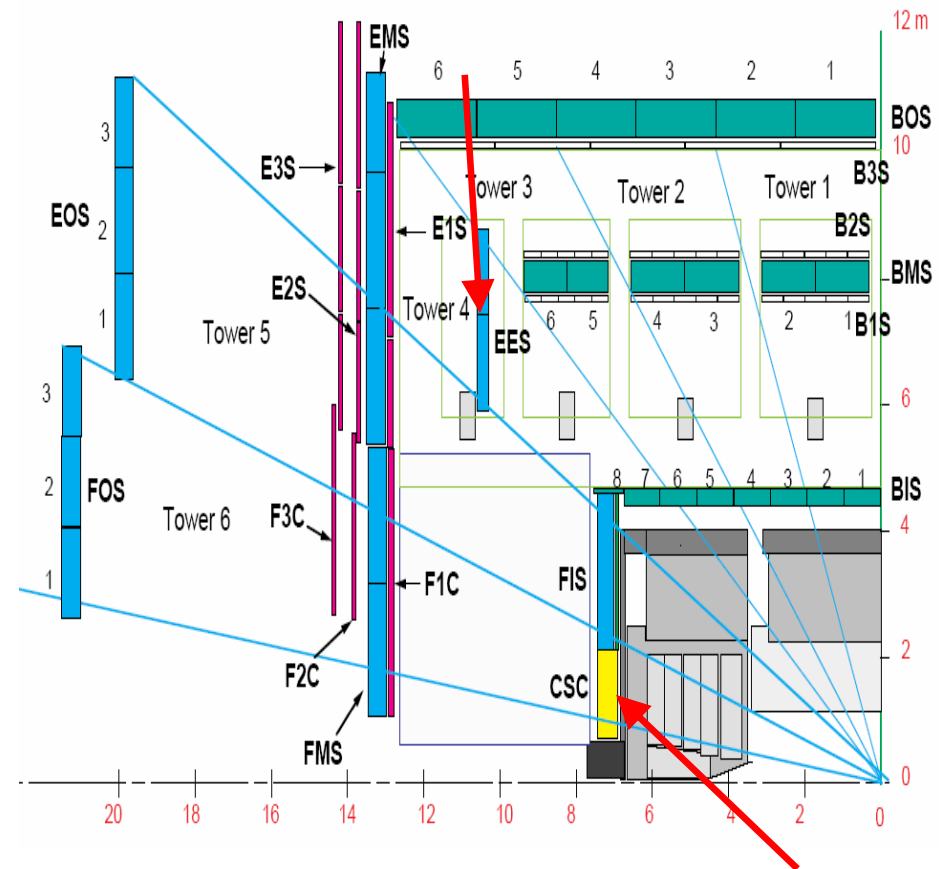 12 m
EMS
6 5 4 3 2 1
BOS
10
3
E3S
Tower 3 Tower 2 Tower 1
B3S
EOS
2
E1S
B2S
E2S
BMS
1
Tower 5
Tower 4
6 5 4 3 2 1
B1S
EES
3
6
FOS
2
8 7 6 5 4 3 2 1
BIS
F3C
Tower 6
4
1
F1C
FIS
F2C
CSC
2
FMS
0
20 18 16 14 12 10 8 6 4 2 0